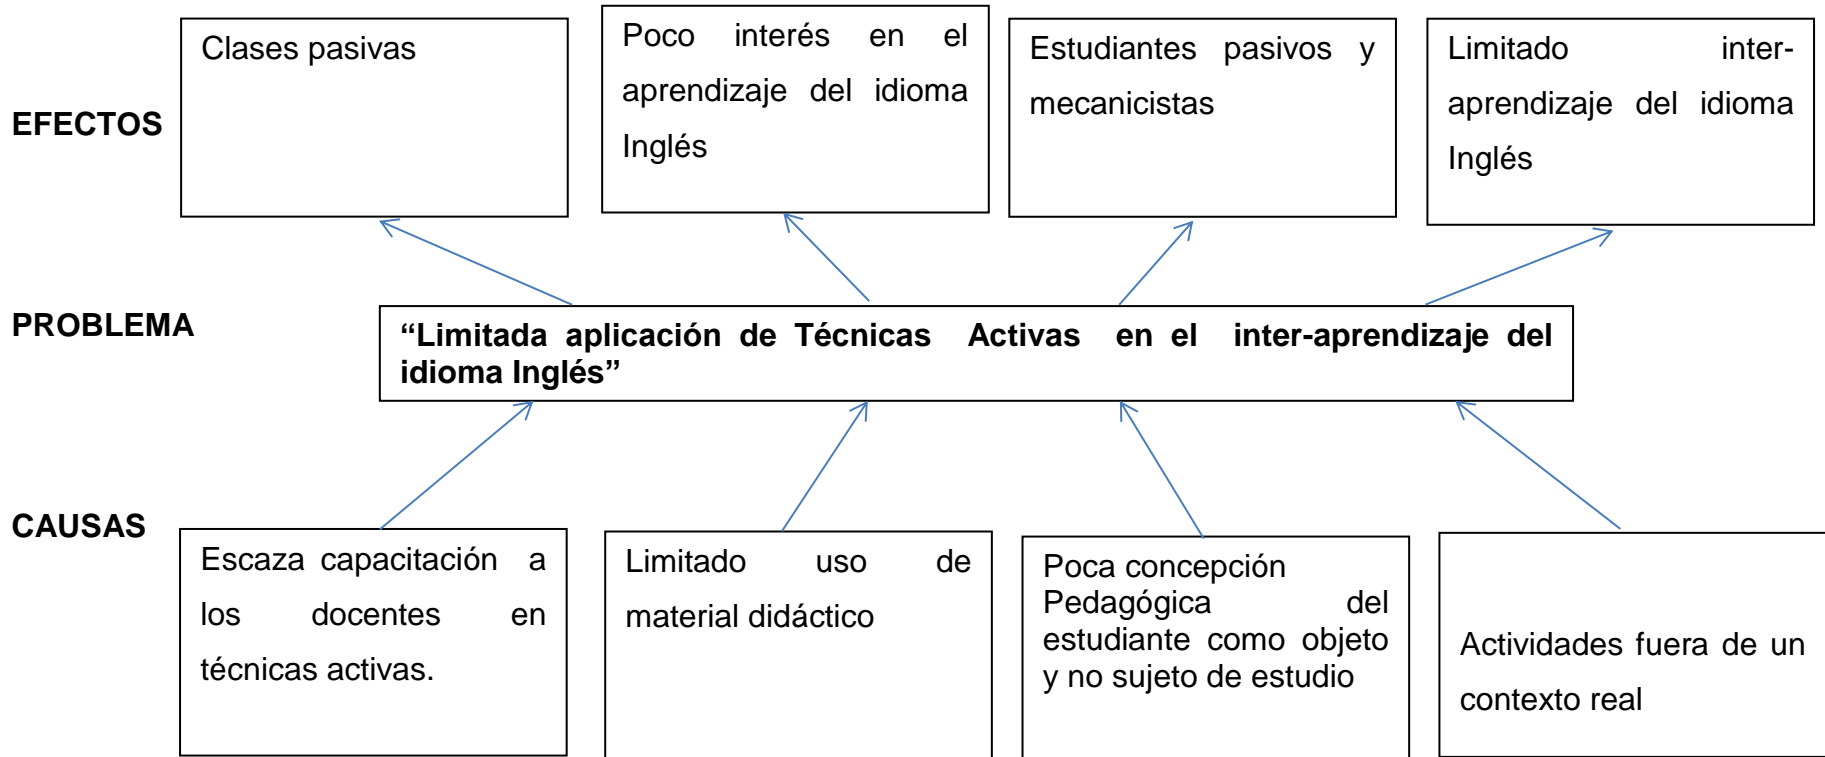 EFECTOS
Clases pasivas
Poco interés en el
aprendizaje del idioma
Inglés
Estudiantes pasivos y
mecanicistas
Limitado inter-
aprendizaje del idioma
Inglés
PROBLEMA
“Limitada aplicación de Técnicas Activas en el inter-aprendizaje del
idioma Inglés”
CAUSAS
Escaza capacitación a
los docentes en
técnicas activas.
Limitado uso de
material didáctico
Poca concepción
Pedagógica del
estudiante como objeto
y no sujeto de estudio
Actividades fuera de un
contexto real